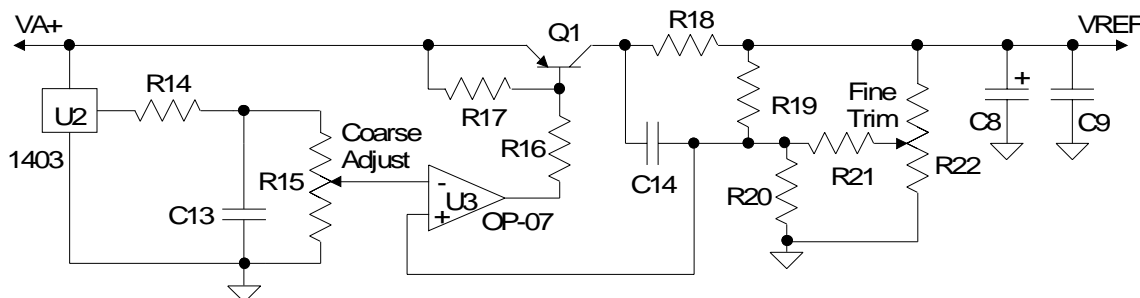 VA+
Q1
R18
VREF
U2
1403
R14
R17
R19
Fine
Trim
C8
+
C9
Coarse
Adjust
R16
R15
C13
-
+
U3
OP-07
C14
R20
R21
R22